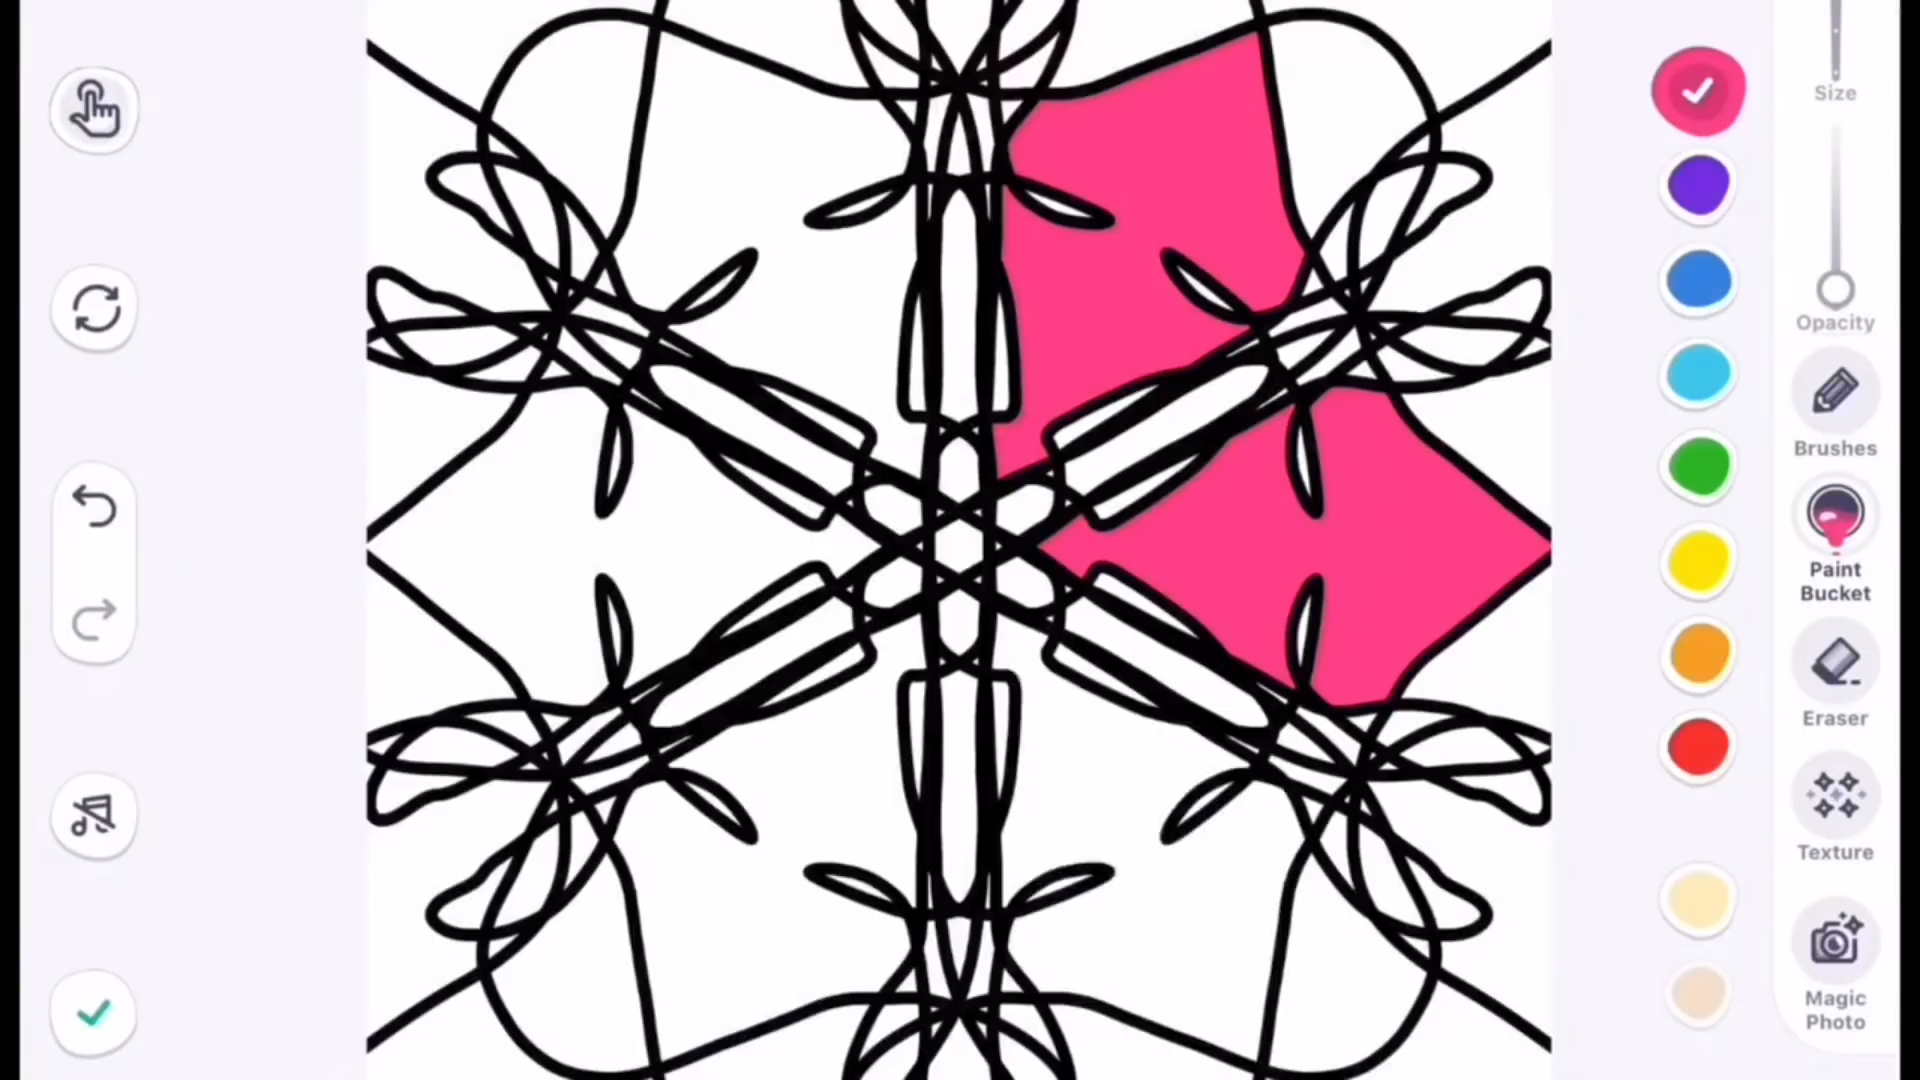 Size
Opacity
Brushes
Paint
Bucket
Eraser
Texture
Magic
Photo